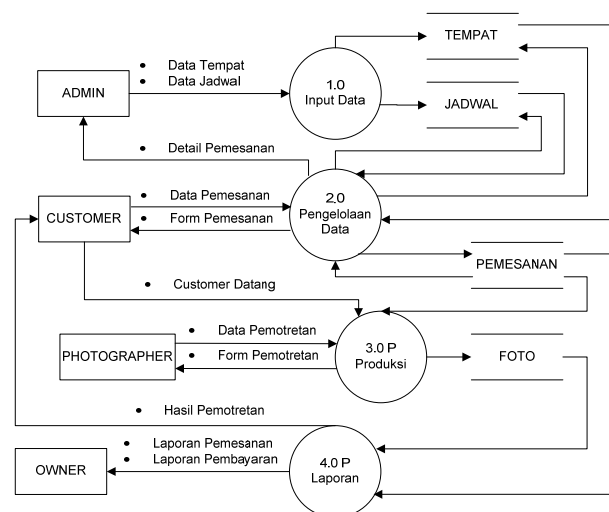 TEMPAT
• Data Tempat
• Data Jadwal
ADMIN
1.0
Input Data
JADWAL
• Detail Pemesanan
2.0
Pengelolaan
Data
• Data Pemesanan
• Form Pemesanan
CUSTOMER
PEMESANAN
• Customer Datang
• Data Pemotretan
• Form Pemotretan
PHOTOGRAPHER
3.0 P
Produksi
FOTO
• Hasil Pemotretan
• Laporan Pemesanan
• Laporan Pembayaran
OWNER
4.0 P
Laporan